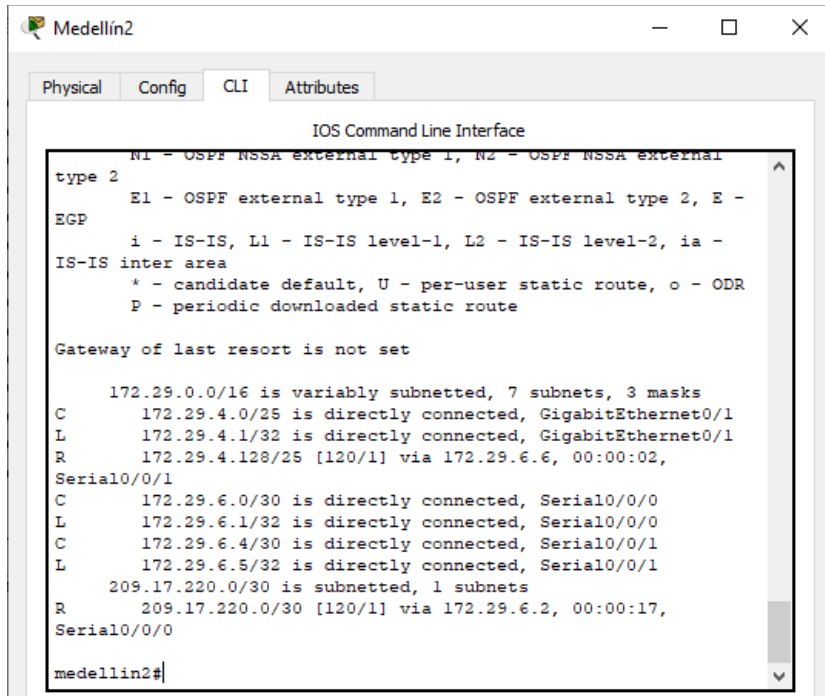 Medellín2
Physical Config CLI Attributes
IOS Command Line Interface
N1 - OSPF NSSA external type 1, N2 - OSPF NSSA external
type 2
E1 - OSPF external type 1, E2 - OSPF external type 2, E -
EGP
i - IS-IS, L1 - IS-IS level-1, L2 - IS-IS level-2, ia -
IS-IS inter area
* - candidate default, U - per-user static route, o - ODR
P - periodic downloaded static route
Gateway of last resort is not set
172.29.0.0/16 is variably subnetted, 7 subnets, 3 masks
C 172.29.4.0/25 is directly connected, GigabitEthernet0/1
L 172.29.4.1/32 is directly connected, GigabitEthernet0/1
R 172.29.4.128/25 [120/1] via 172.29.6.6, 00:00:02,
Serial0/0/1
C 172.29.6.0/30 is directly connected, Serial0/0/0
L 172.29.6.1/32 is directly connected, Serial0/0/0
C 172.29.6.4/30 is directly connected, Serial0/0/1
L 172.29.6.5/32 is directly connected, Serial0/0/1
209.17.220.0/30 is subnetted, 1 subnets
R 209.17.220.0/30 [120/1] via 172.29.6.2, 00:00:17,
Serial0/0/0
medellin2#